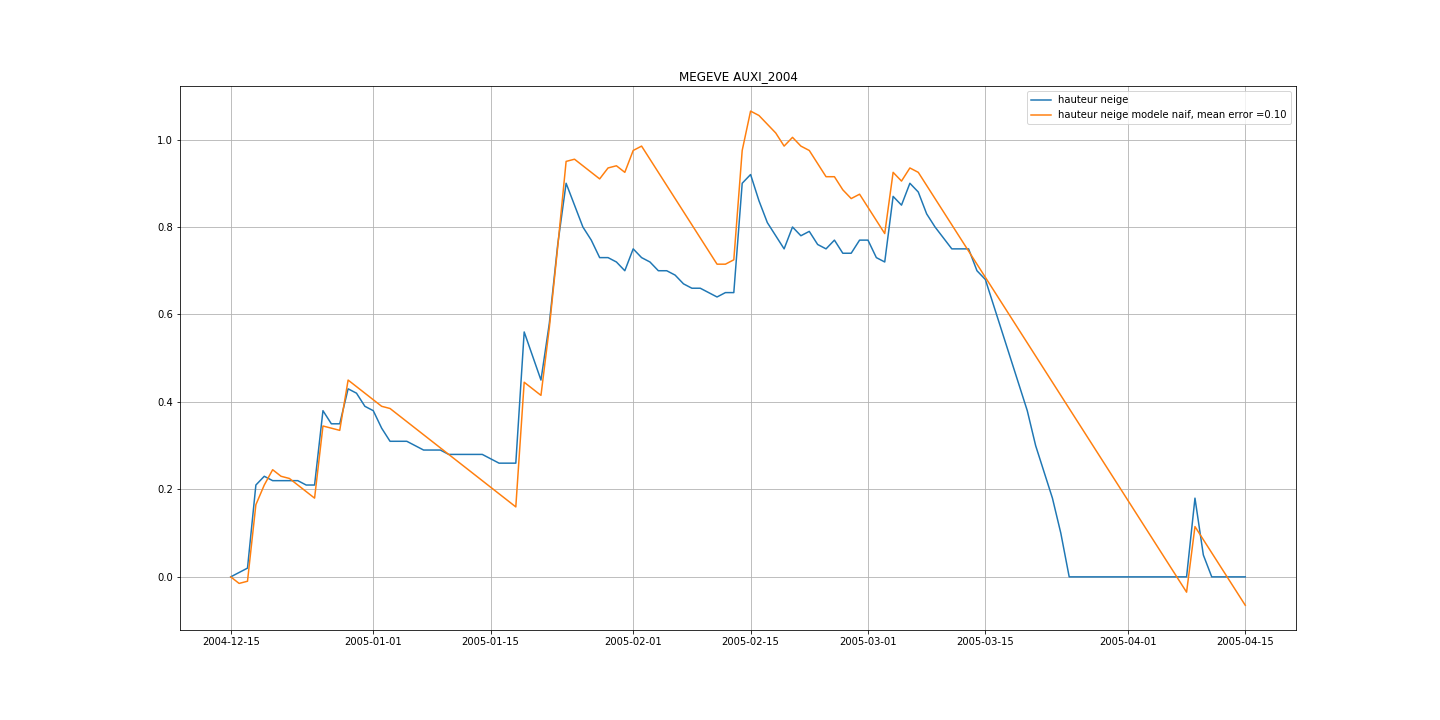 MEGEVE AUXI_2004
hauteur neige
hauteur neige modele naif, mean error =0.10
1.0
0.8
0.6
0.4
0.2
0.0
2004-12-15 2005-01-01 2005-01-15 2005-02-01 2005-02-15 2005-03-01 2005-03-15 2005-04-01 2005-04-15